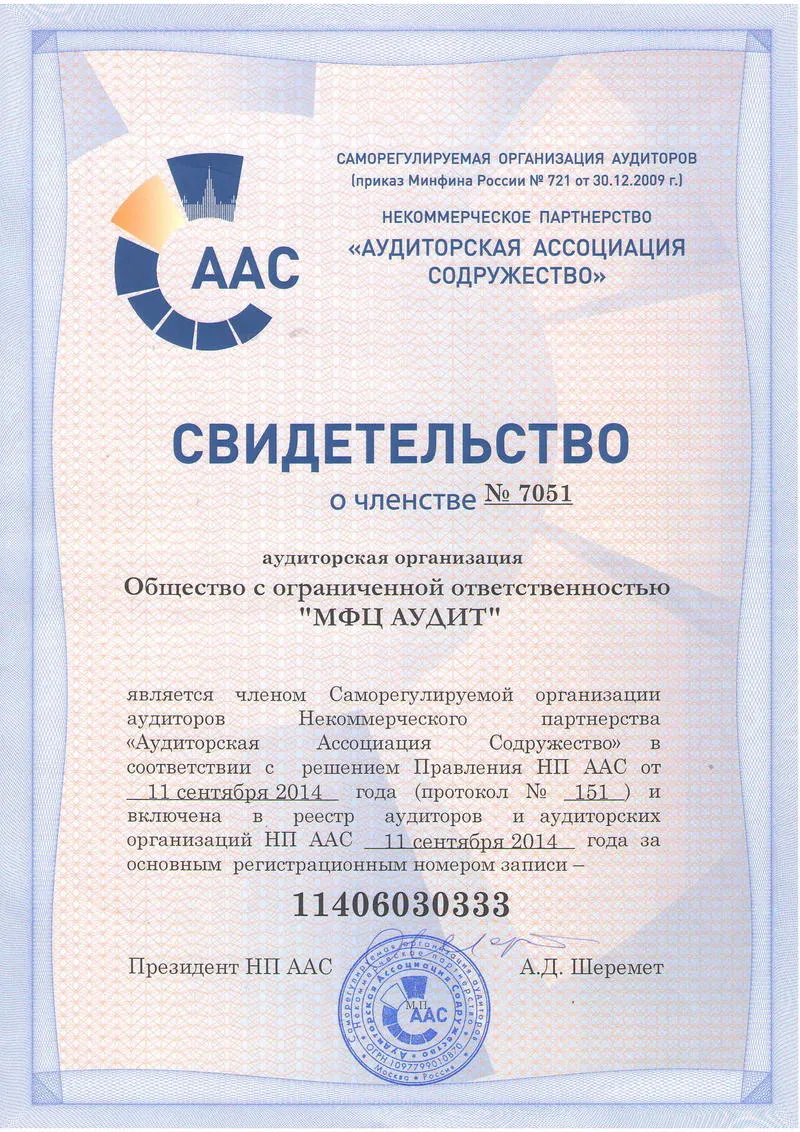 САМОРЕГУЛИРУЕМАЯ ОРГАНИЗАЦИЯ АУДИТОРОВ
(приказ Минфина России № 721 от 30.12.2009 г.)
НЕКОММЕРЧЕСКОЕ ПАРТНЕРСТВО
«АУДИТОРСКАЯ АССОЦИАЦИЯ
СОДРУЖЕСТВО»
ААС
СВИДЕТЕЛЬСТВО
о членстве № 7051
аудиторская организация
Общество с ограниченной ответственностью
"МФЦ АУДИТ"
является членом Саморегулируемой организации
аудиторов Некоммерческого партнерства
«Аудиторская Ассоциация Содружество» в
соответствии с решением Правления НП ААС от
11 сентября 2014 года (протокол № 151 ) и
включена в реестр аудиторов и аудиторских
организаций НП ААС 11 сентября 2014 года за
основным регистрационным номером записи –
11406030333
Президент НП ААС А.Д. Шеремет
М.П.
ААС
Саморегулируемая организация аудиторов
Некоммерческое партнерство
Аудиторская Ассоциация Содружество
ОГРН 1097799010870
Москва Россия